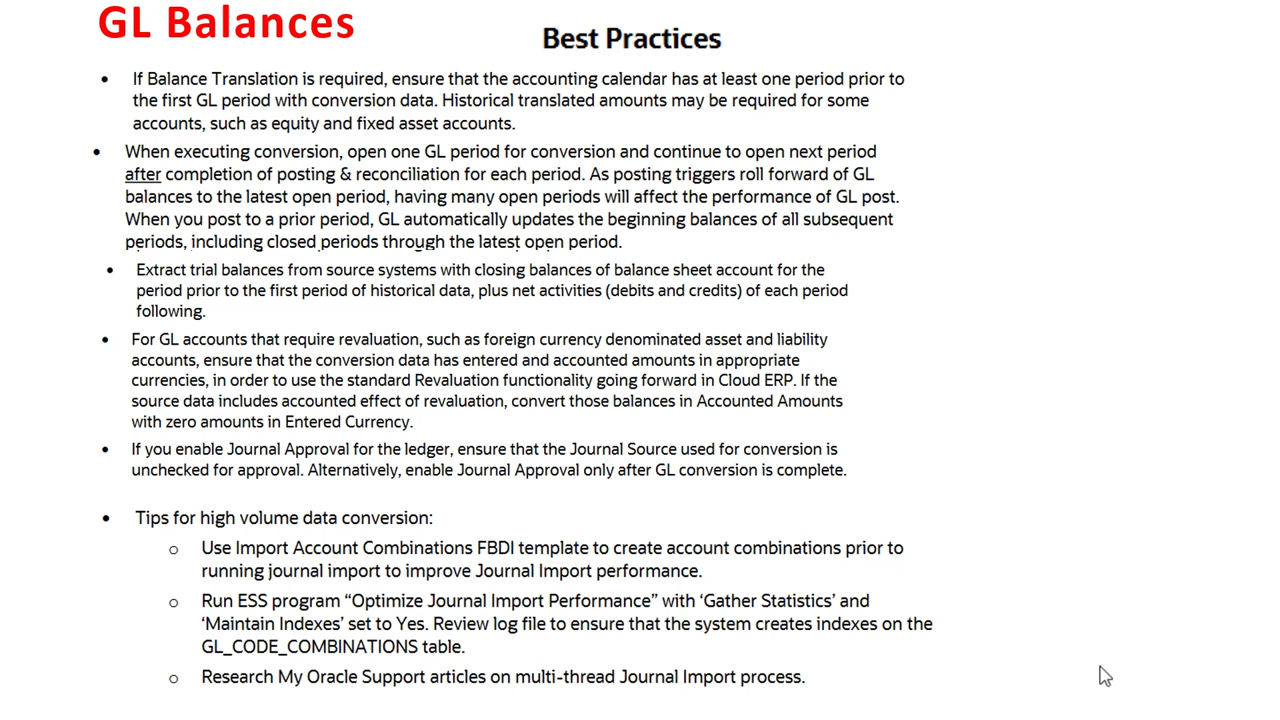 GL Balances
Best Practices
• If Balance Translation is required, ensure that the accounting calendar has at least one period prior to
the first GL period with conversion data. Historical translated amounts may be required for some
accounts, such as equity and fixed asset accounts.
• When executing conversion, open one GL period for conversion and continue to open next period
after completion of posting & reconciliation for each period. As posting triggers roll forward of GL
balances to the latest open period, having many open periods will affect the performance of GL post.
When you post to a prior period, GL automatically updates the beginning balances of all subsequent
periods, including closed periods through the latest open period.
• Extract trial balances from source systems with closing balances of balance sheet account for the
period prior to the first period of historical data, plus net activities (debits and credits) of each period
following.
• For GL accounts that require revaluation, such as foreign currency denominated asset and liability
accounts, ensure that the conversion data has entered and accounted amounts in appropriate
currencies, in order to use the standard Revaluation functionality going forward in Cloud ERP. If the
source data includes accounted effect of revaluation, convert those balances in Accounted Amounts
with zero amounts in Entered Currency.
• If you enable Journal Approval for the ledger, ensure that the Journal Source used for conversion is
unchecked for approval. Alternatively, enable Journal Approval only after GL conversion is complete.
• Tips for high volume data conversion:
o Use Import Account Combinations FBDI template to create account combinations prior to
running journal import to improve Journal Import performance.
o Run ESS program “Optimize Journal Import Performance” with ‘Gather Statistics’ and
‘Maintain Indexes’ set to Yes. Review log file to ensure that the system creates indexes on the
GL_CODE_COMBINATIONS table.
o Research My Oracle Support articles on multi-thread Journal Import process.